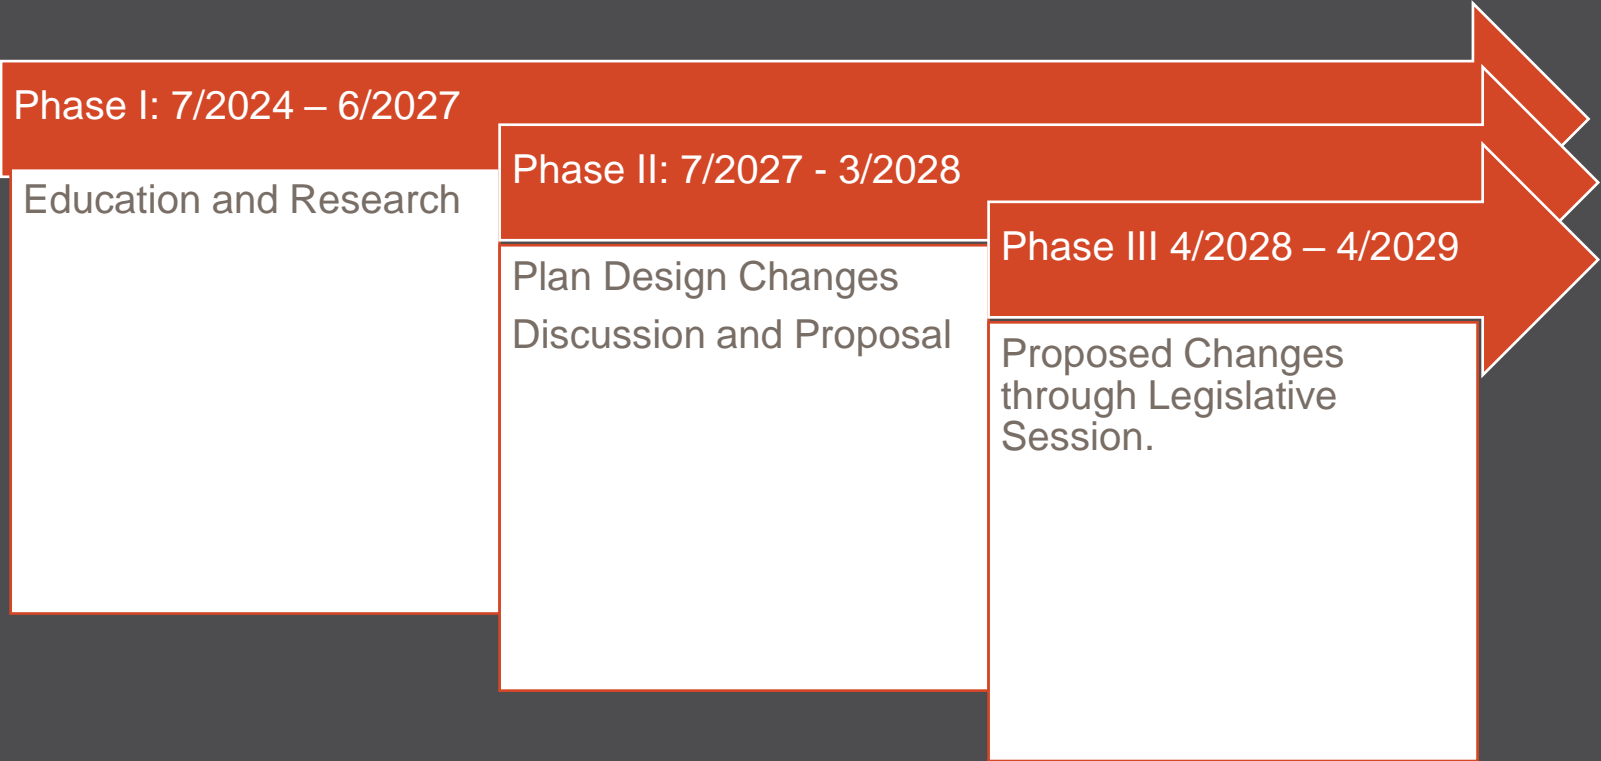 Phase I: 7/2024 – 6/2027
Education and Research
Phase II: 7/2027 - 3/2028
Plan Design Changes
Discussion and Proposal
Phase III 4/2028 – 4/2029
Proposed Changes
through Legislative
Session.